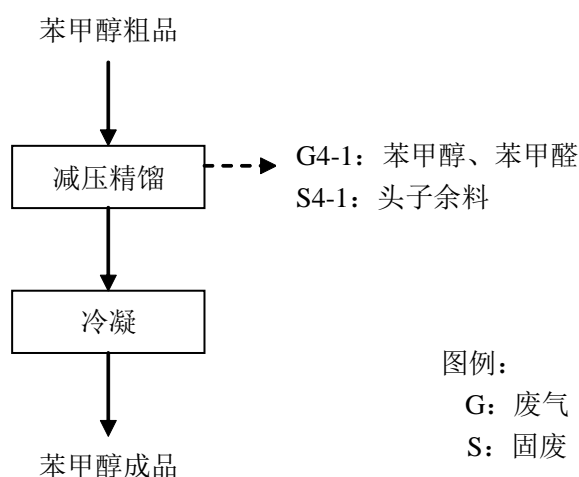 苯甲醇粗品
减压精馏
G4-1：苯甲醇、苯甲醛
S4-1：头子余料
冷凝
图例：
G：废气
S：固废
苯甲醇成品